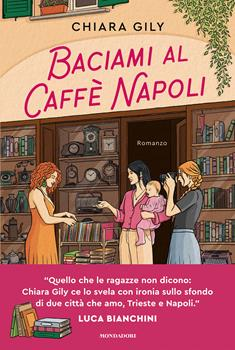 CHIARA GILY
BACIAMI AL
CAFFÈ NAPOLI
Romanzo
"Quello che le ragazze non dicono:
Chiara Gily ce lo svela con ironia sullo sfondo
di due città che amo, Trieste e Napoli."
LUCA BIANCHINI
MONDADORI